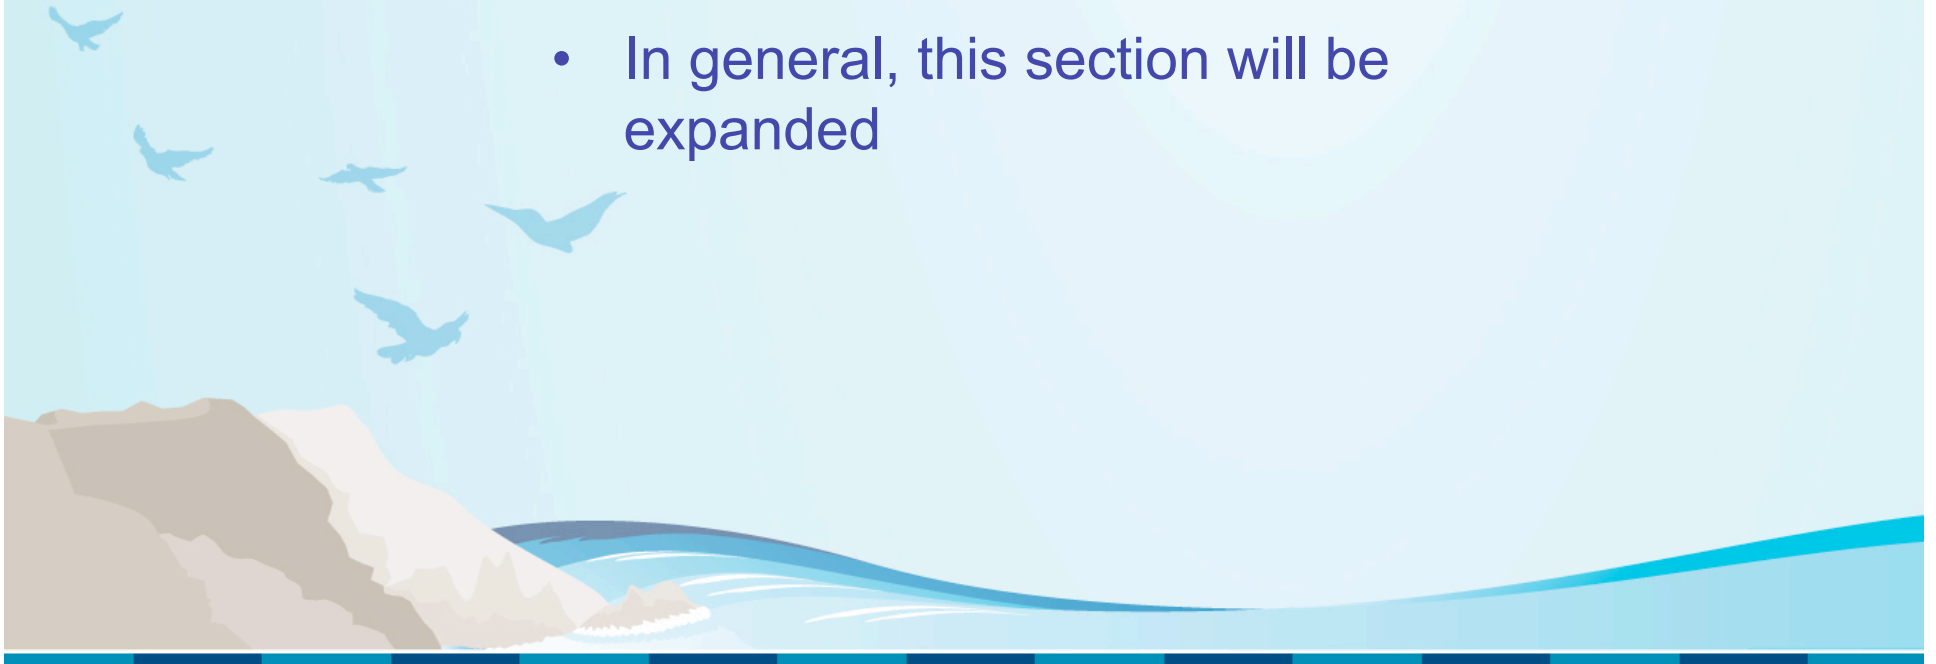 • In general, this section will be
expanded